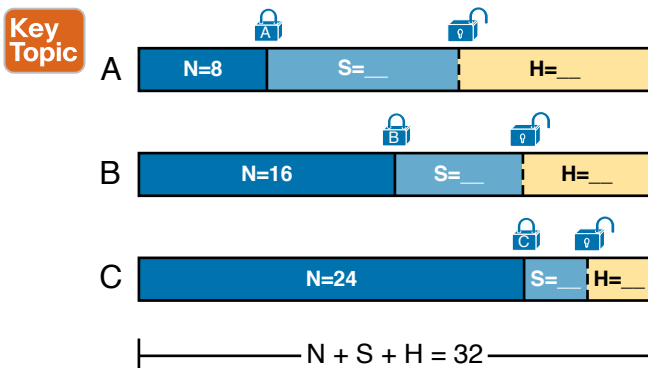 Key
Topic
A
A
N=8 S=__ H=__
B
B
N=16 S=__ H=__
C
C
N=24 S=__ H=__
N + S + H = 32